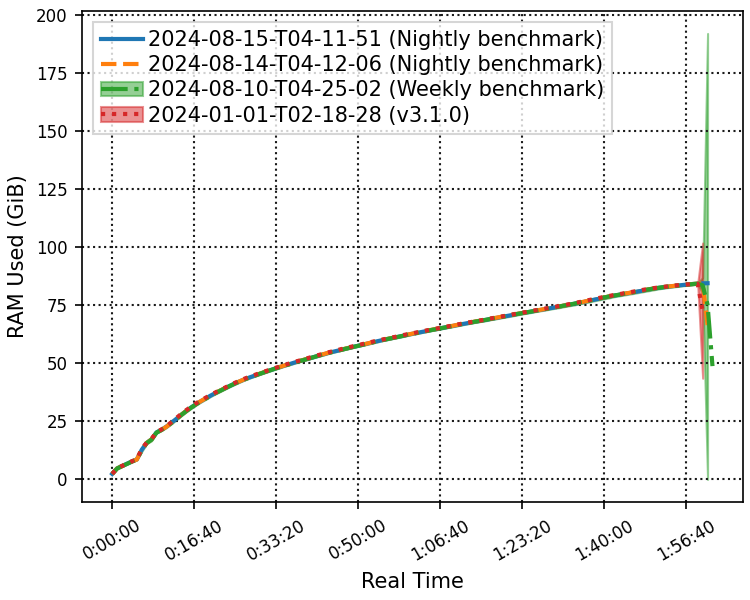 200
175
150
125
100
75
50
25
0
RAM Used (GiB)
2024-08-15-T04-11-51 (Nightly benchmark)
2024-08-14-T04-12-06 (Nightly benchmark)
2024-08-10-T04-25-02 (Weekly benchmark)
2024-01-01-T02-18-28 (v3.1.0)
0:00:00
0:16:40
0:33:20
0:50:00
1:06:40
1:23:20
1:40:00
1:56:40
Real Time